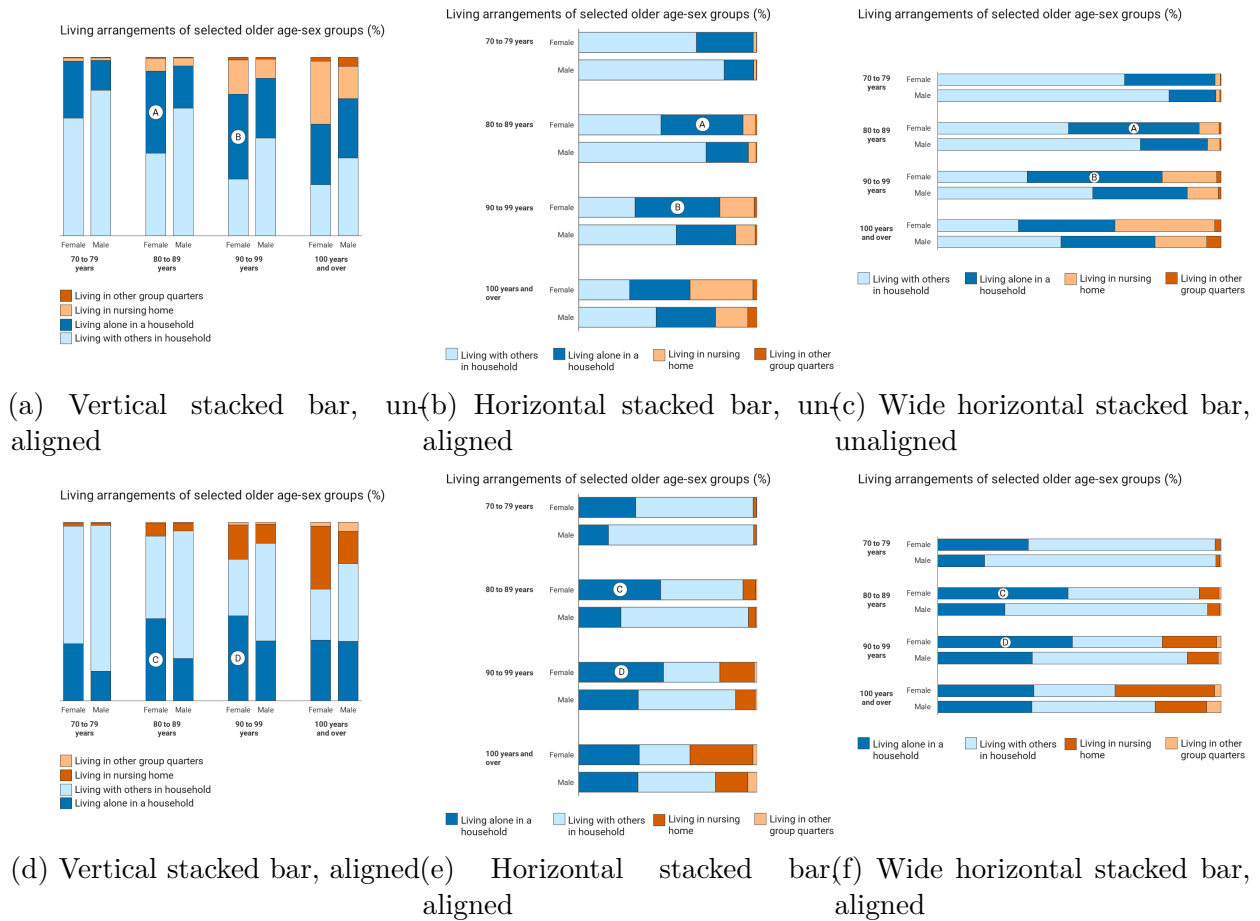 Living arrangements of selected older age-sex groups (%)
A
B
Female Male Female Male Female Male Female Male
70 to 79
years
80 to 89
years
90 to 99
years
100 years
and over
Living in other group quarters
Living in nursing home
Living alone in a household
Living with others in household
(a) Vertical stacked bar, un-
aligned
Living arrangements of selected older age-sex groups (%)
70 to 79 years
Female
Male
80 to 89 years
Female
A
Male
90 to 99 years
Female
B
Male
100 years and
over
Female
Male
Living with others
in household
Living alone in a
household
Living in nursing
home
Living in other
group quarters
(b) Horizontal stacked bar, un-
aligned
Living arrangements of selected older age-sex groups (%)
70 to 79
years
Female
Male
80 to 89
years
Female
A
Male
90 to 99
years
Female
B
Male
100 years
and over
Female
Male
Living with others
in household
Living alone in a
household
Living in nursing
home
Living in other
group quarters
(c) Wide horizontal stacked bar,
unaligned
Living arrangements of selected older age-sex groups (%)
C
D
Female Male Female Male Female Male Female Male
70 to 79
years
80 to 89
years
90 to 99
years
100 years
and over
Living in other group quarters
Living in nursing home
Living with others in household
Living alone in a household
(d) Vertical stacked bar, aligned
Living arrangements of selected older age-sex groups (%)
70 to 79 years
Female
Male
80 to 89 years
Female
C
Male
90 to 99 years
Female
D
Male
100 years and
over
Female
Male
Living alone in a
household
Living with others
in household
Living in nursing
home
Living in other
group quarters
(e) Horizontal stacked bar,
aligned
Living arrangements of selected older age-sex groups (%)
70 to 79
years
Female
Male
80 to 89
years
Female
C
Male
90 to 99
years
Female
D
Male
100 years
and over
Female
Male
Living alone in a
household
Living with others
in household
Living in nursing
home
Living in other
group quarters
(f) Wide horizontal stacked bar,
aligned